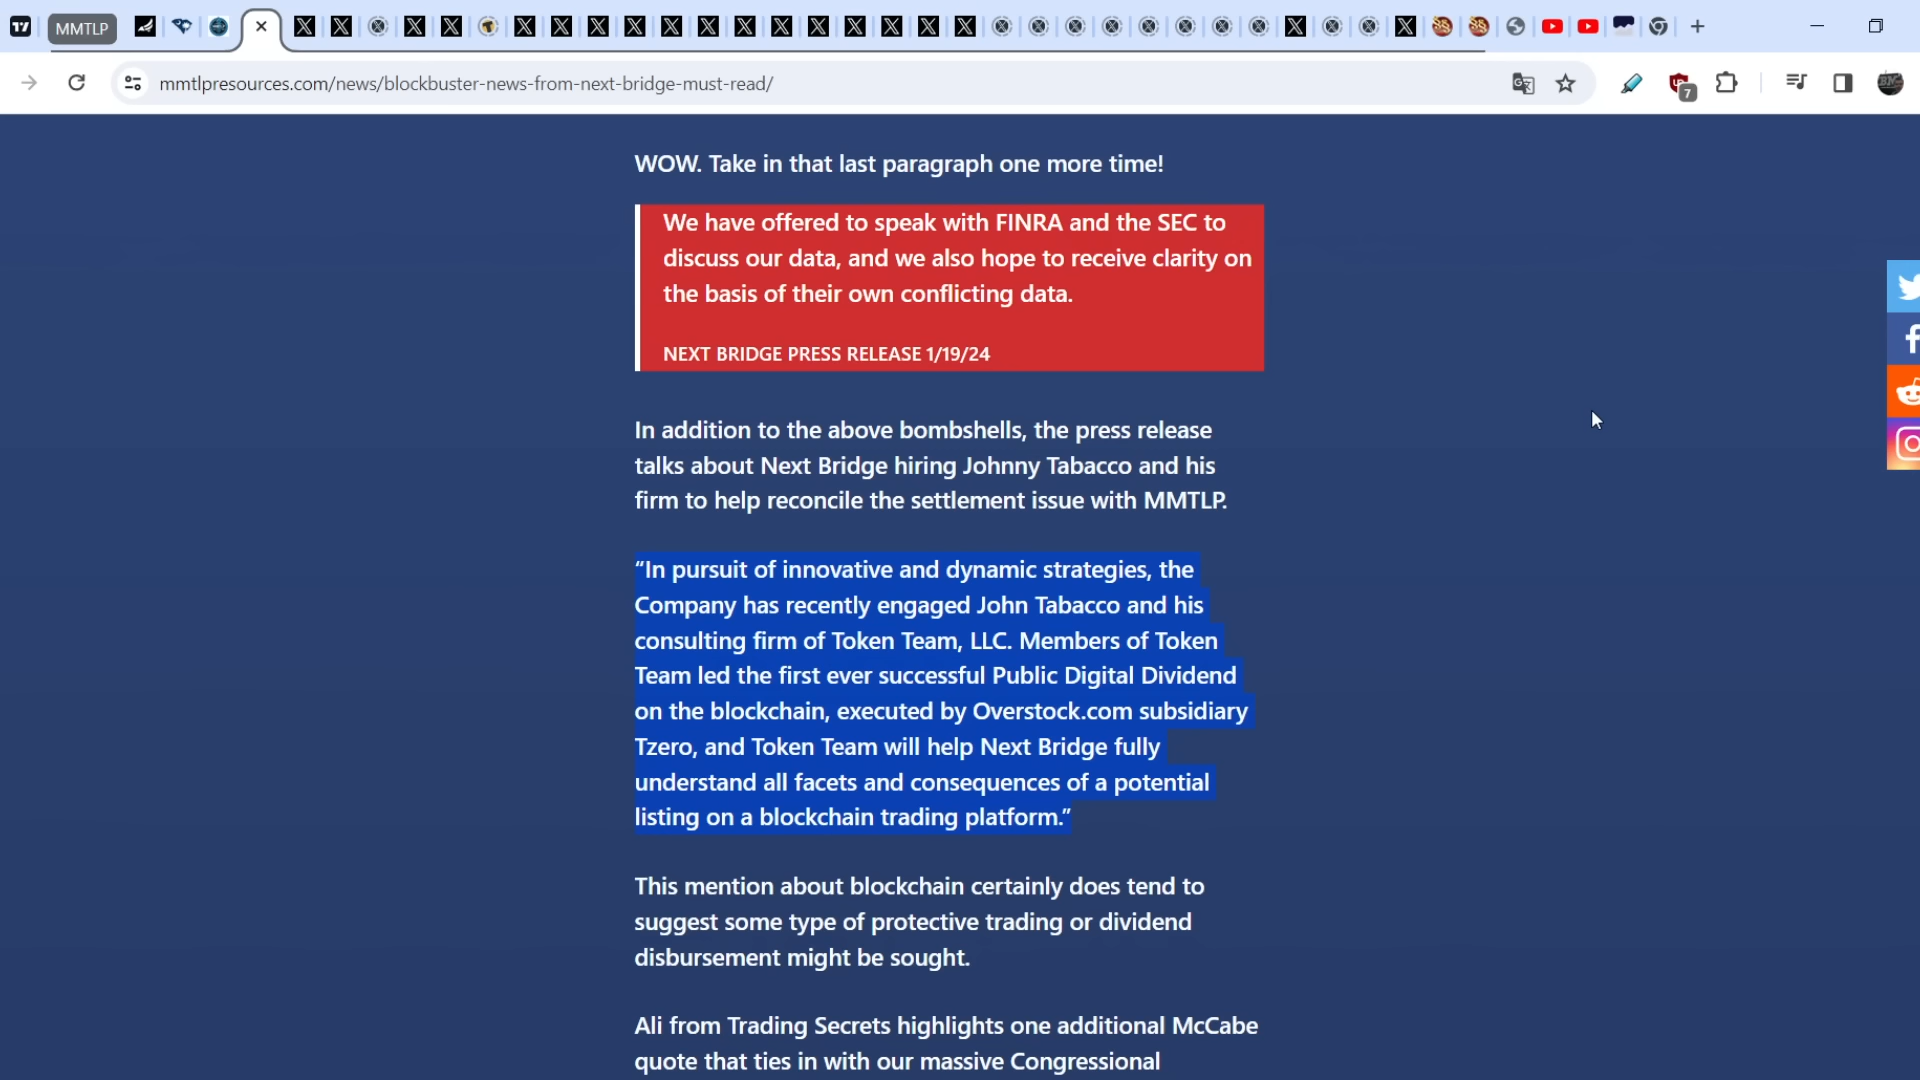 MMTLP
mmtlpresources.com/news/blockbuster-news-from-next-bridge-must-read/
7
WOW. Take in that last paragraph one more time!
We have offered to speak with FINRA and the SEC to
discuss our data, and we also hope to receive clarity on
the basis of their own conflicting data.
NEXT BRIDGE PRESS RELEASE 1/19/24
In addition to the above bombshells, the press release
talks about Next Bridge hiring Johnny Tabacco and his
firm to help reconcile the settlement issue with MMTLP.
“In pursuit of innovative and dynamic strategies, the
Company has recently engaged John Tabacco and his
consulting firm of Token Team, LLC. Members of Token
Team led the first ever successful Public Digital Dividend
on the blockchain, executed by Overstock.com subsidiary
Tzero, and Token Team will help Next Bridge fully
understand all facets and consequences of a potential
listing on a blockchain trading platform.”
This mention about blockchain certainly does tend to
suggest some type of protective trading or dividend
disbursement might be sought.
Ali from Trading Secrets highlights one additional McCabe
quote that ties in with our massive Congressional